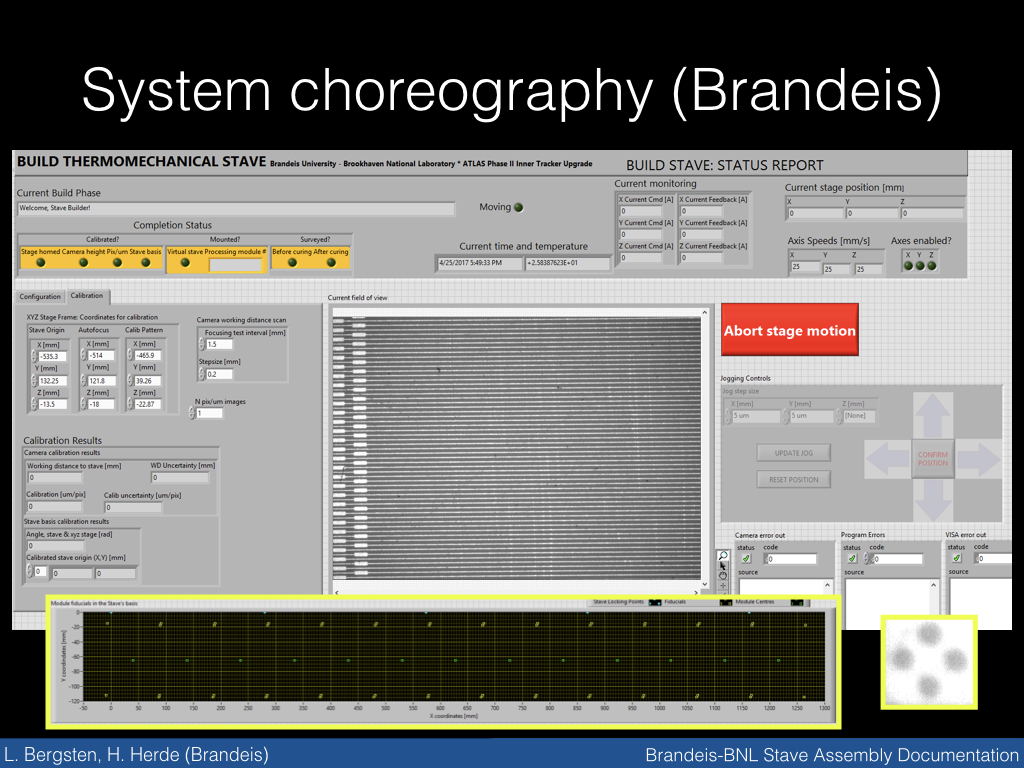 System choreography (Brandeis)
BUILD THERMOMECHANICAL STAVE Brandeis University - Brookhaven National Laboratory * ATLAS Phase II Inner Tracker Upgrade
BUILD STAVE: STATUS REPORT
Current Build Phase
Welcome, Stave Builder!
Moving
Completion Status
Calibrated? Mounted? Surveyed?
Stage homed Camera height Pix/um Stave basis Virtual stave Processing module # Before curing After curing
Current time and temperature
4/25/2017 5:49:33 PM +2.58387623E+01
Current monitoring
X Current Cmd [A] X Current Feedback [A]
0 0
Y Current Cmd [A] Y Current Feedback [A]
0 0
Z Current Cmd [A] Z Current Feedback [A]
0 0
Current stage position [mm]
X Y Z
0 0 0
Axis Speeds [mm/s] Axes enabled?
X Y Z X Y Z
25 25 25
Configuration Calibration
XYZ Stage Frame: Coordinates for calibration
Stave Origin Autofocus Calib Pattern
X [mm] X [mm] X [mm]
-535.3 -514 -465.9
Y [mm] Y [mm] Y [mm]
132.25 121.8 39.26
Z [mm] Z [mm] Z [mm]
-13.5 -18 -22.87
Camera working distance scan
Focusing test interval [mm]
1.5
Stepsize [mm]
0.2
N pix/um images
1
Calibration Results
Camera calibration results
Working distance to stave [mm] WD Uncertainty [mm]
0 0
Calibration [um/pix] Calib uncertainty [um/pix]
0 0
Stave basis calibration results
Angle, stave & xyz stage [rad]
0
Calibrated stave origin (X,Y) [mm]
0 0 0
Current field of view
Abort stage motion
Jogging Controls
Jog step size
X [mm] Y [mm] Z [mm]
5 um 5 um [None]
UPDATE JOG
RESET POSITION
CONFIRM
POSITION
Camera error out Program Errors VISA error out
status code status code status code
0 0 0
source source source
Module fiducials in the Stave's basis
Stave Locking Points Fiducials Module Centres
Y coordindates [mm]
0
-20
-40
-60
-80
-100
-120
-50 0 50 100 150 200 250 300 350 400 450 500 550 600 650 700 750 800 850 900 950 1000 1050 1100 1150 1200 1250 1300
X coordinates [mm]
L. Bergsten, H. Herde (Brandeis)
Brandeis-BNL Stave Assembly Documentation